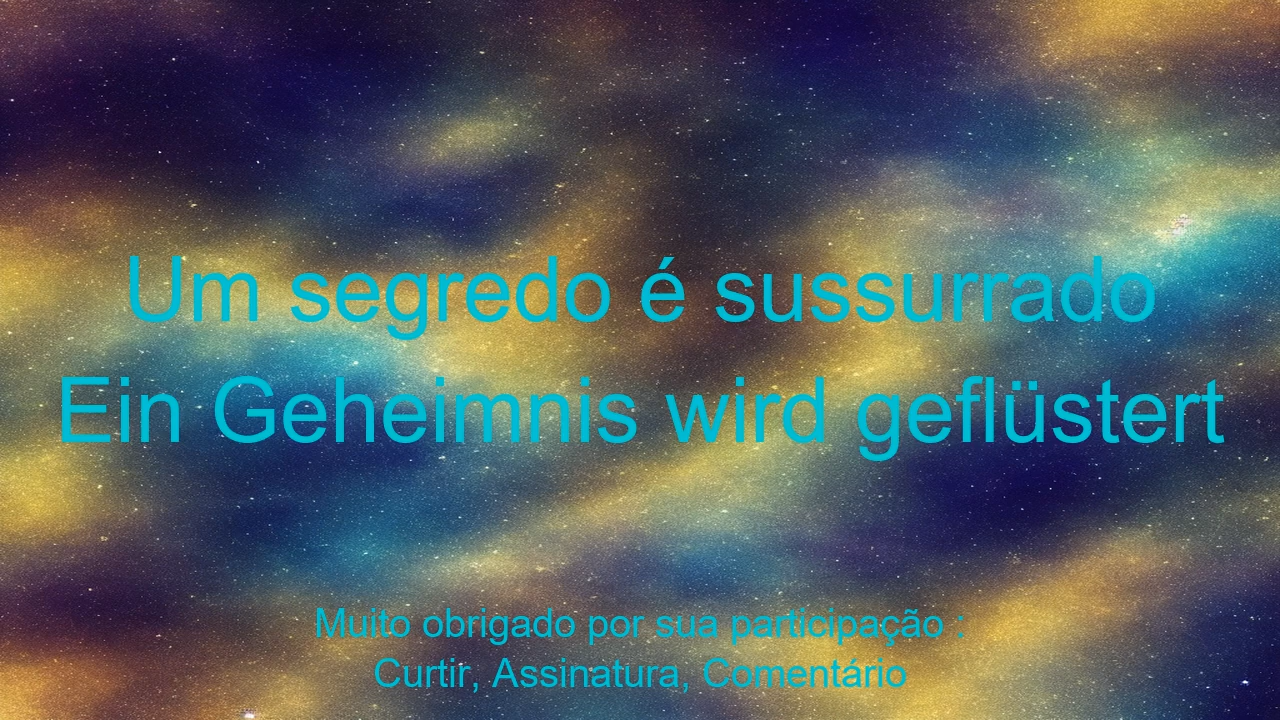 Um segredo é sussurrado
Ein Geheimnis wird geflüstert
Muito obrigado por sua participação :
Curtir, Assinatura, Comentário